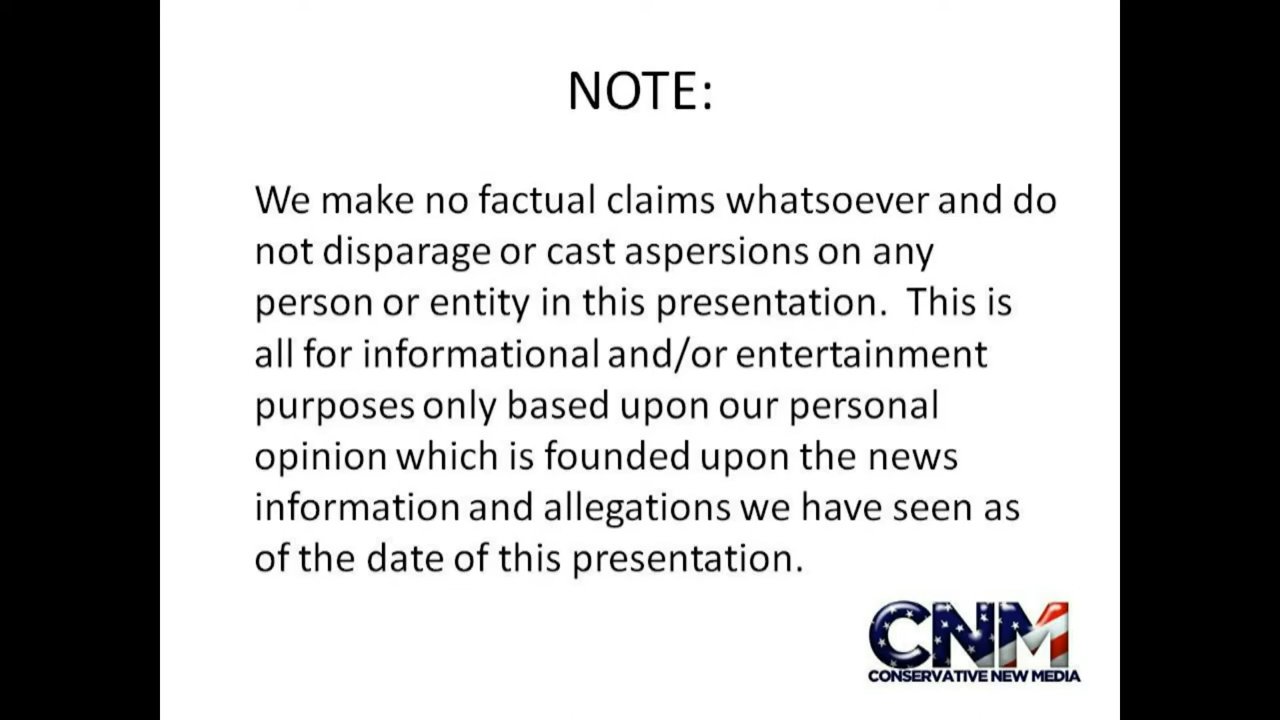 NOTE:
We make no factual claims whatsoever and do
not disparage or cast aspersions on any
person or entity in this presentation.  This is
all for informational and/or entertainment
purposes only based upon our personal
opinion which is founded upon the news
information and allegations we have seen as
of the date of this presentation.
CNM
CONSERVATIVE NEW MEDIA